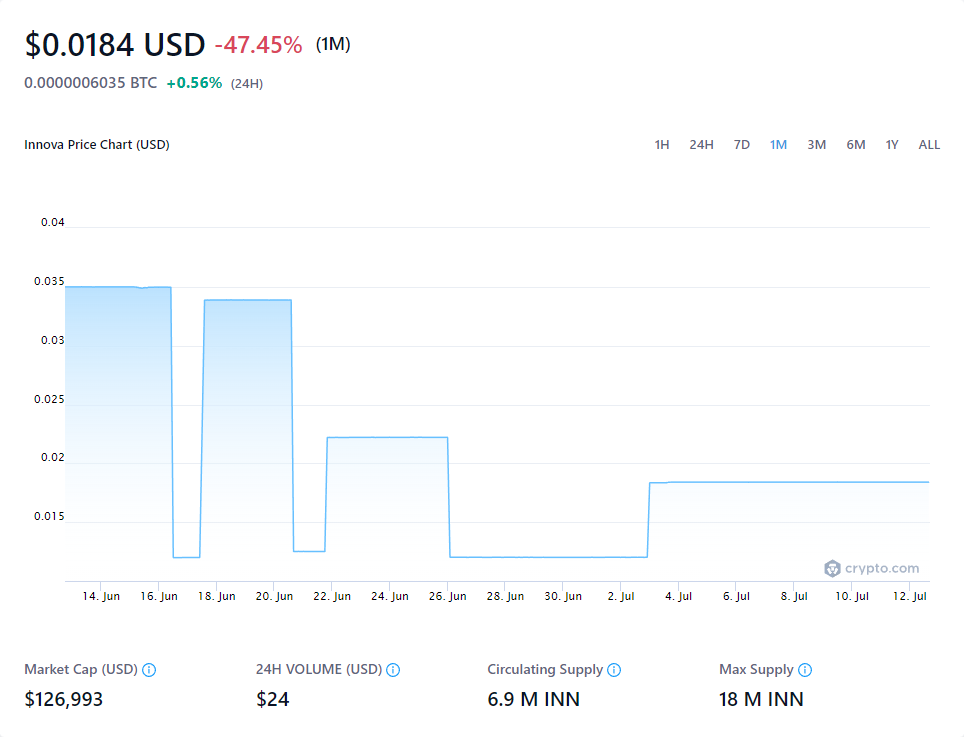 $0.0184 USD -47.45% (1M)
0.0000006035 BTC +0.56% (24H)
Innova Price Chart (USD) 1H 24H 7D 1M 3M 6M 1Y ALL
0.04
0.035
0.03
0.025
0.02
0.015
crypto.com
14. Jun 16. Jun 18. Jun 20. Jun 22. Jun 24. Jun 26. Jun 28. Jun 30. Jun 2. Jul 4. Jul 6. Jul 8. Jul 10. Jul 12. Jul
Market Cap (USD) 24H VOLUME (USD) Circulating Supply Max Supply
$126,993 $24 6.9 M INN 18 M INN